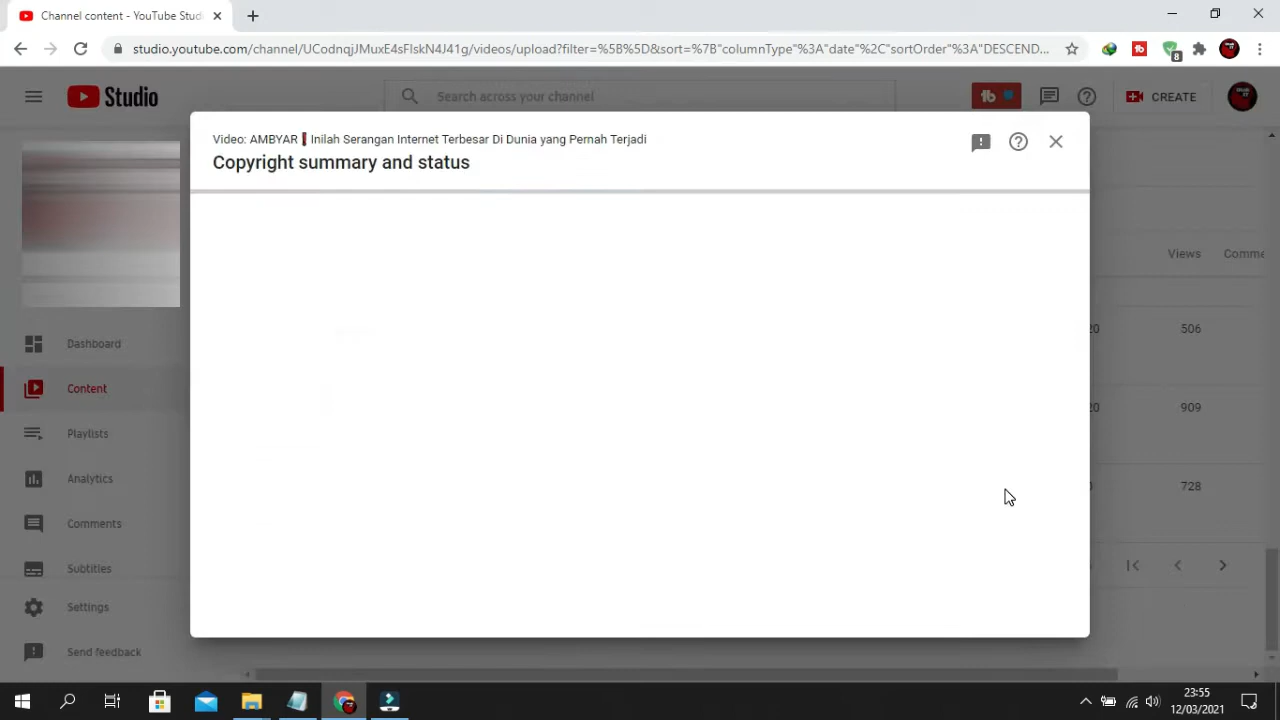 Channel content - YouTube Stud
studio.youtube.com/channel/UCodnqjJMuxE4sFlskN4J41g/videos/upload?filter=%5B%5D&sort=%7B"columnType"%3A"date"%2C"sortOrder"%3A"DESCEND...
8
Studio
Search across your channel
CREATE
Video: AMBYAR❗Inilah Serangan Internet Terbesar Di Dunia yang Pernah Terjadi
Copyright summary and status
Views
Comme
20
506
20
909
728
Dashboard
Content
Playlists
Analytics
Comments
Subtitles
Settings
Send feedback
23:55
12/03/2021